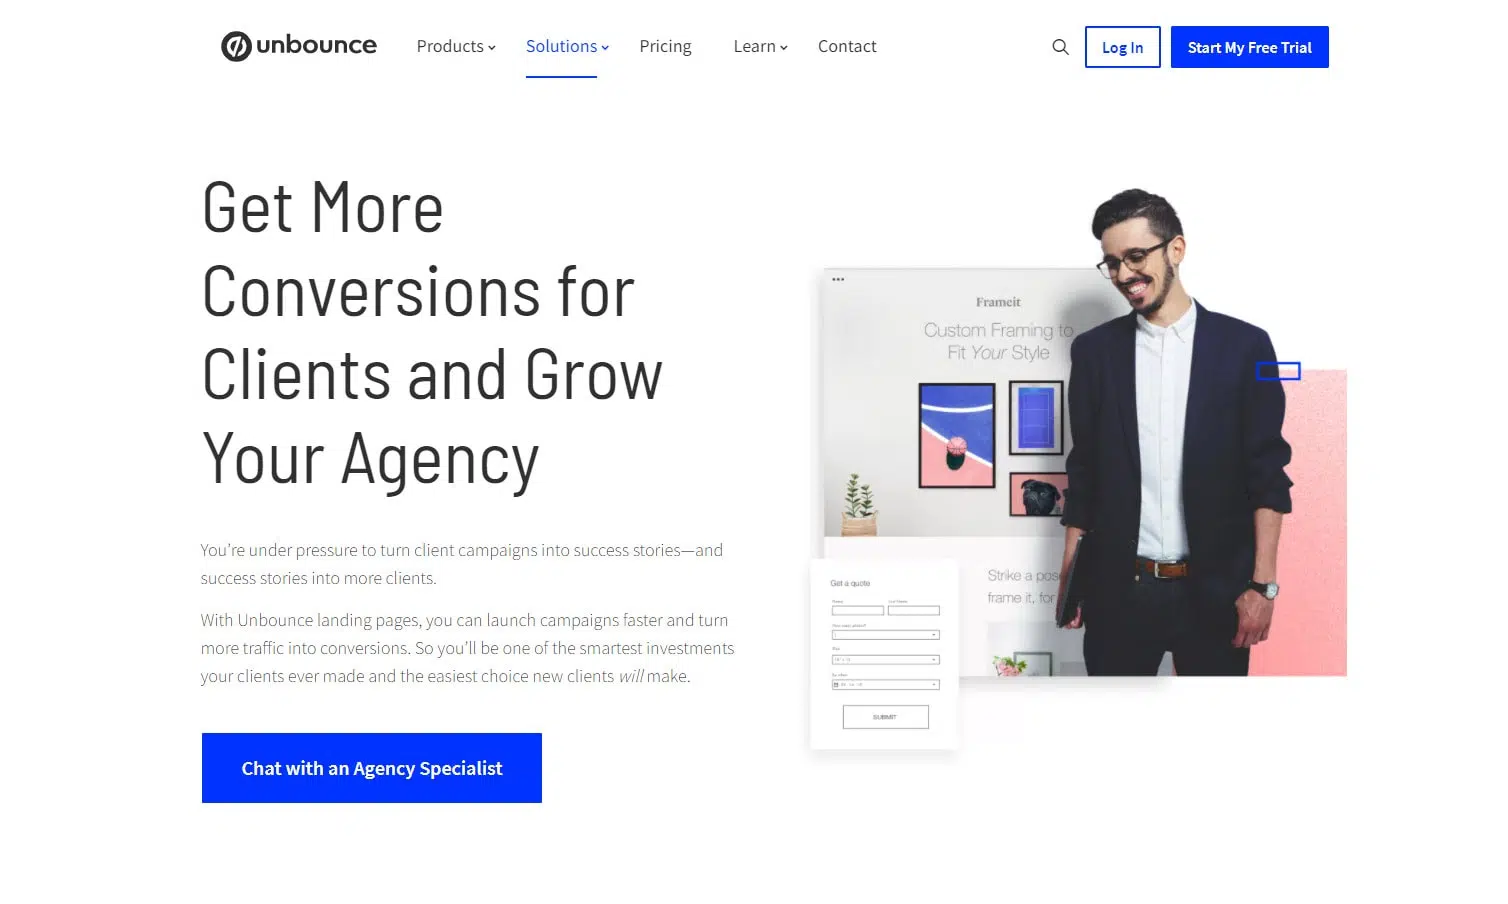 unbounce
Products
Solutions
Pricing
Learn
Contact
Log In
Start My Free Trial
Get More
Conversions for
Clients and Grow
Your Agency
You’re under pressure to turn client campaigns into success stories—and
success stories into more clients.
With Unbounce landing pages, you can launch campaigns faster and turn
more traffic into conversions. So you’ll be one of the smartest investments
your clients ever made and the easiest choice new clients will make.
Chat with an Agency Specialist
Frameit
Custom Framing to
Fit Your Style
Strike a pose
frame it, for
Get a quote
SUBMIT